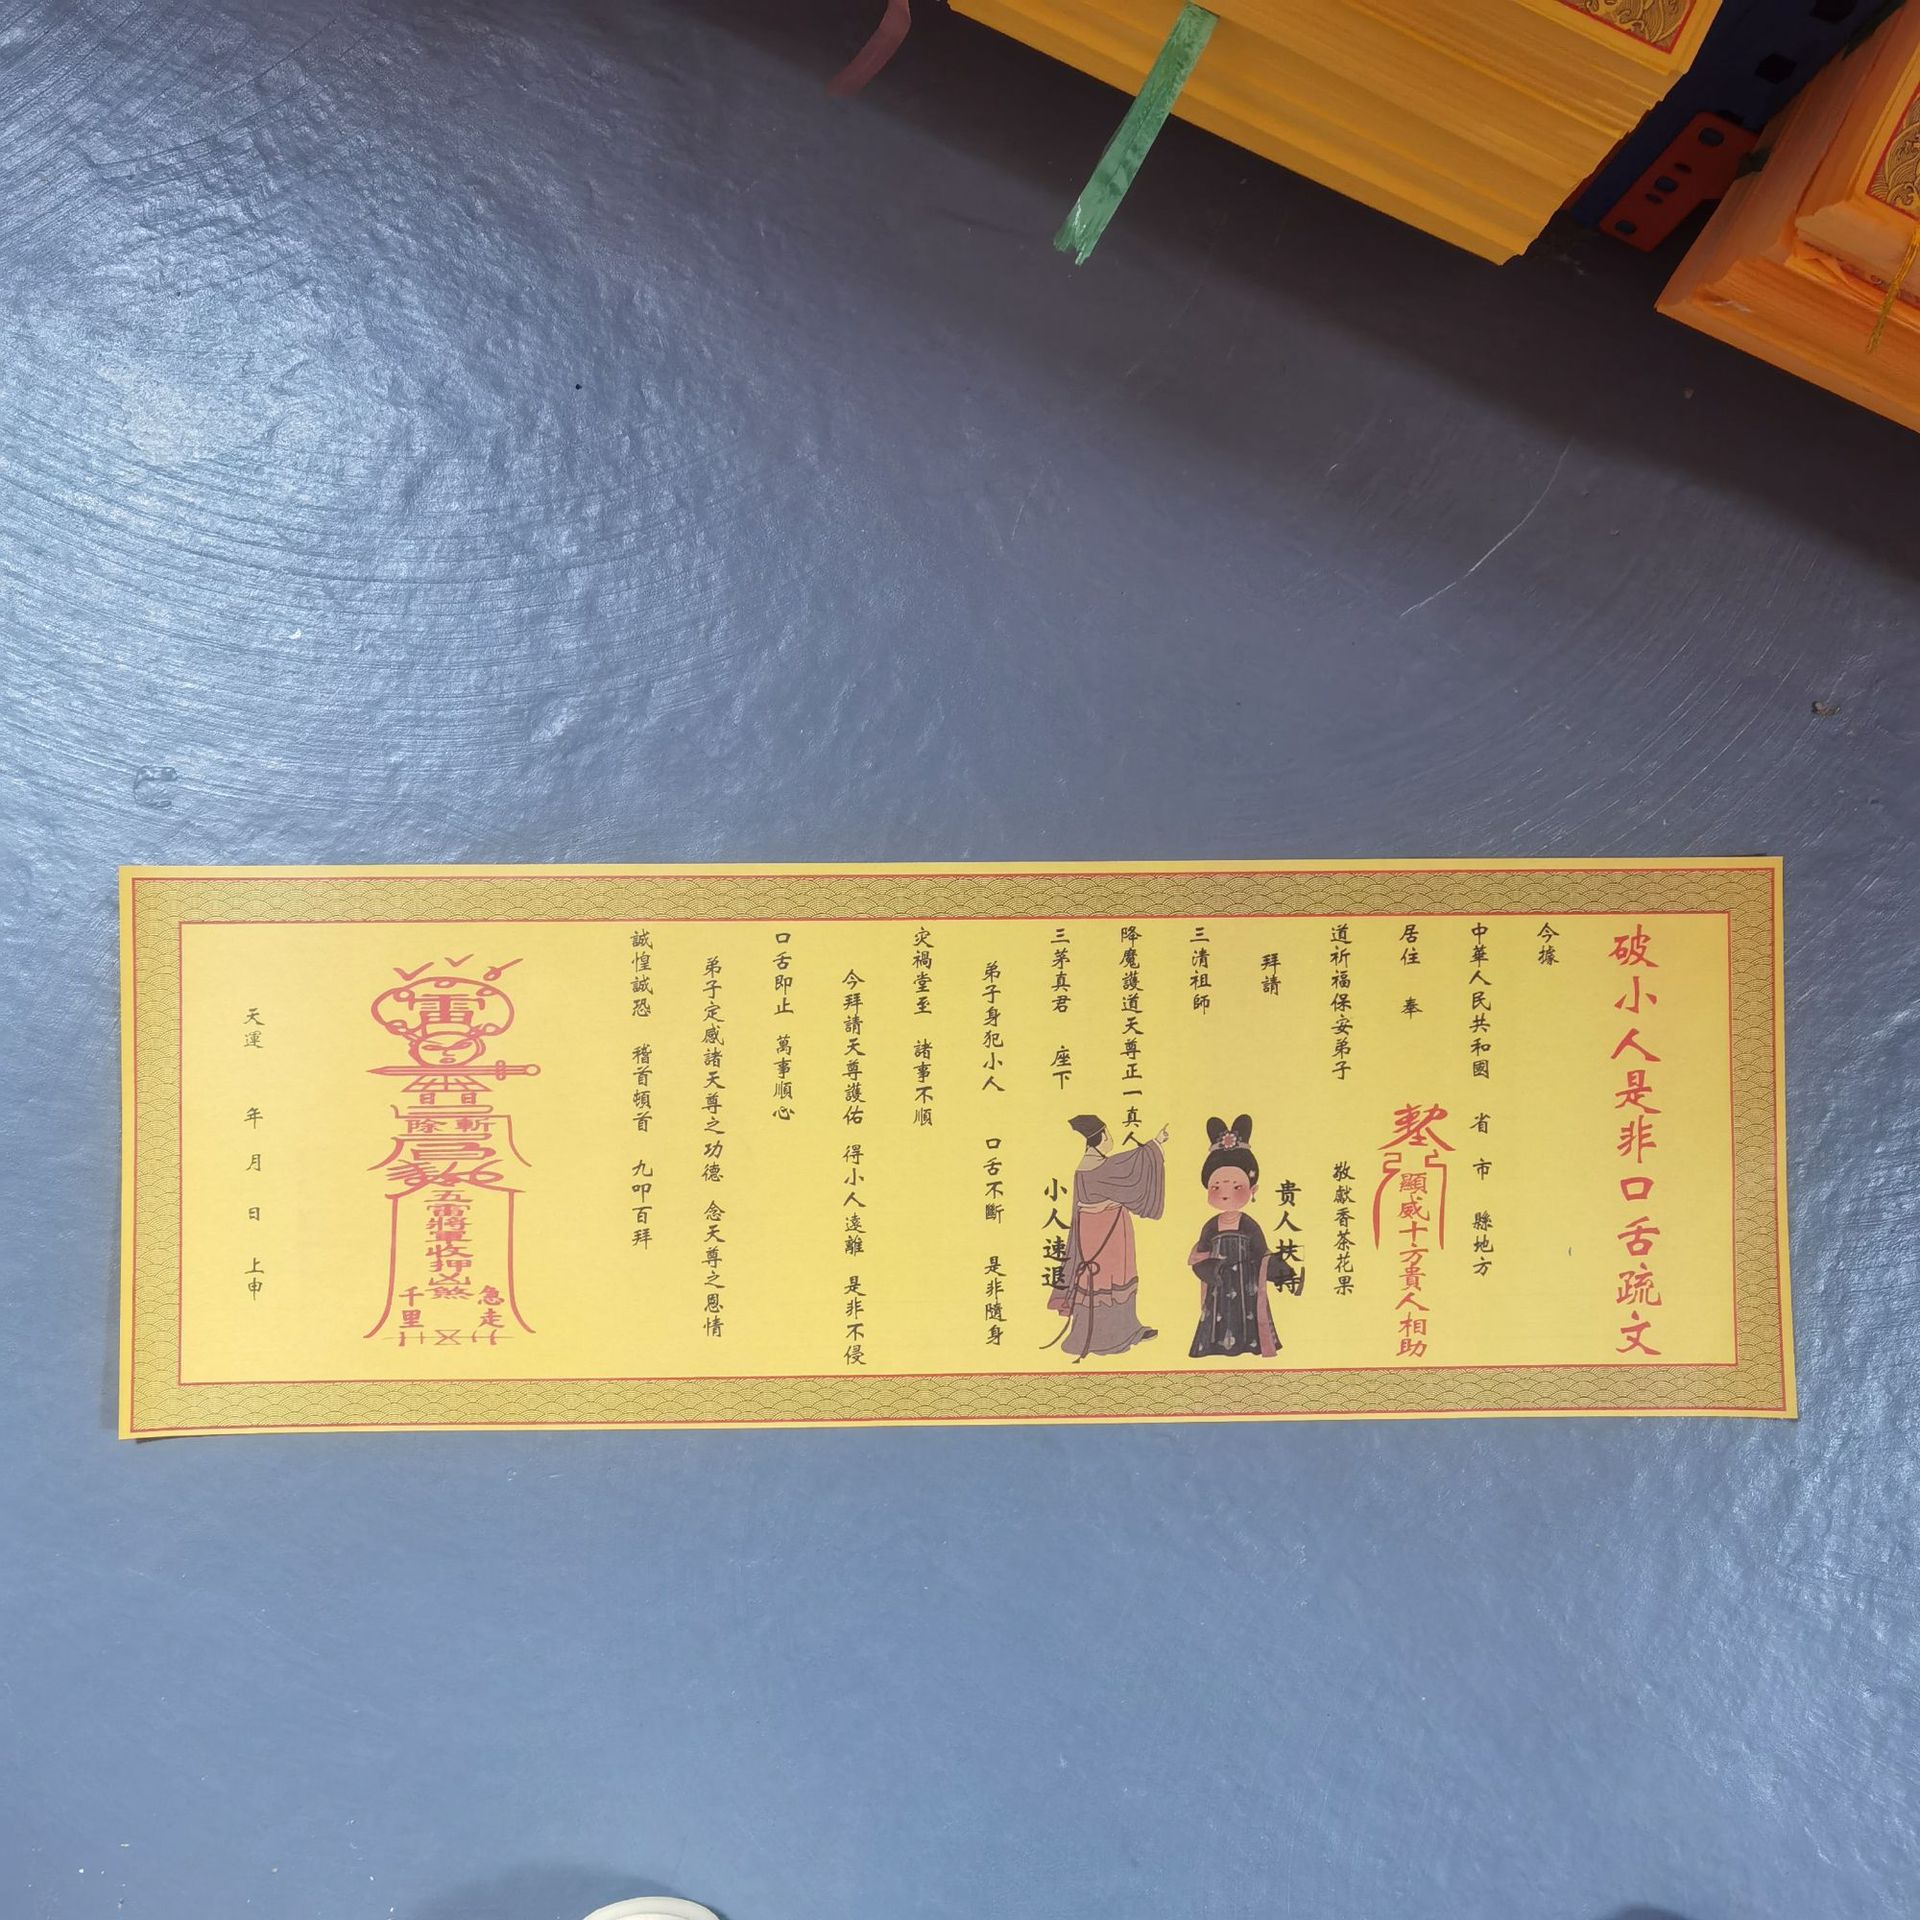 破小人是非口舌疏文
今據
中華人民共和國 省 市 縣地方
居住 奉
顯威十方貴人相助
道祈福保安弟子 敬獻香茶花果
拜請
贵人扶持
三清祖師
降魔護道天尊正一真人
三茅真君 座下
小人速退
弟子身犯小人 口舌不斷 是非隨身
灾禍堂至 諸事不順
今拜請天尊護佑 得小人遠離 是非不侵
口舌即止 萬事順心
弟子定感諸天尊之功德 念天尊之恩情
誠惶誠恐 稽首頓首 九叩百拜
雷
斬除
五雷將軍收押凶煞
急走
千里
天運 年 月 日 上申